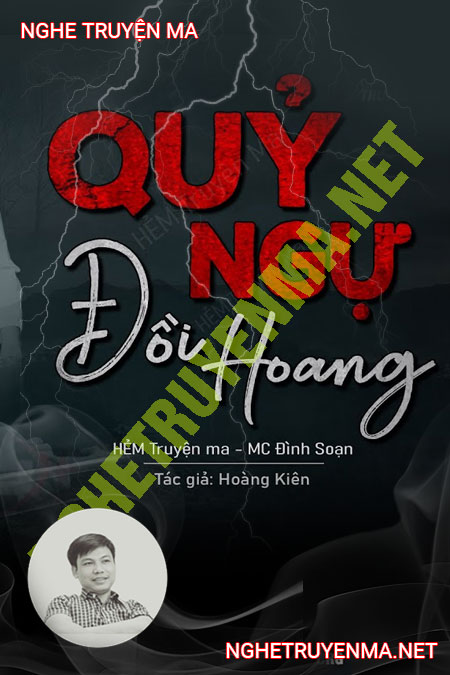 NGHE TRUYỆN MA
QUỶ
NGỰ
Đồi Hoang
HẺM Truyện ma - MC Đình Soạn
Tác giả: Hoàng Kiên
NGHETRUYENMA.NET
NGHETRUYENMA.NET